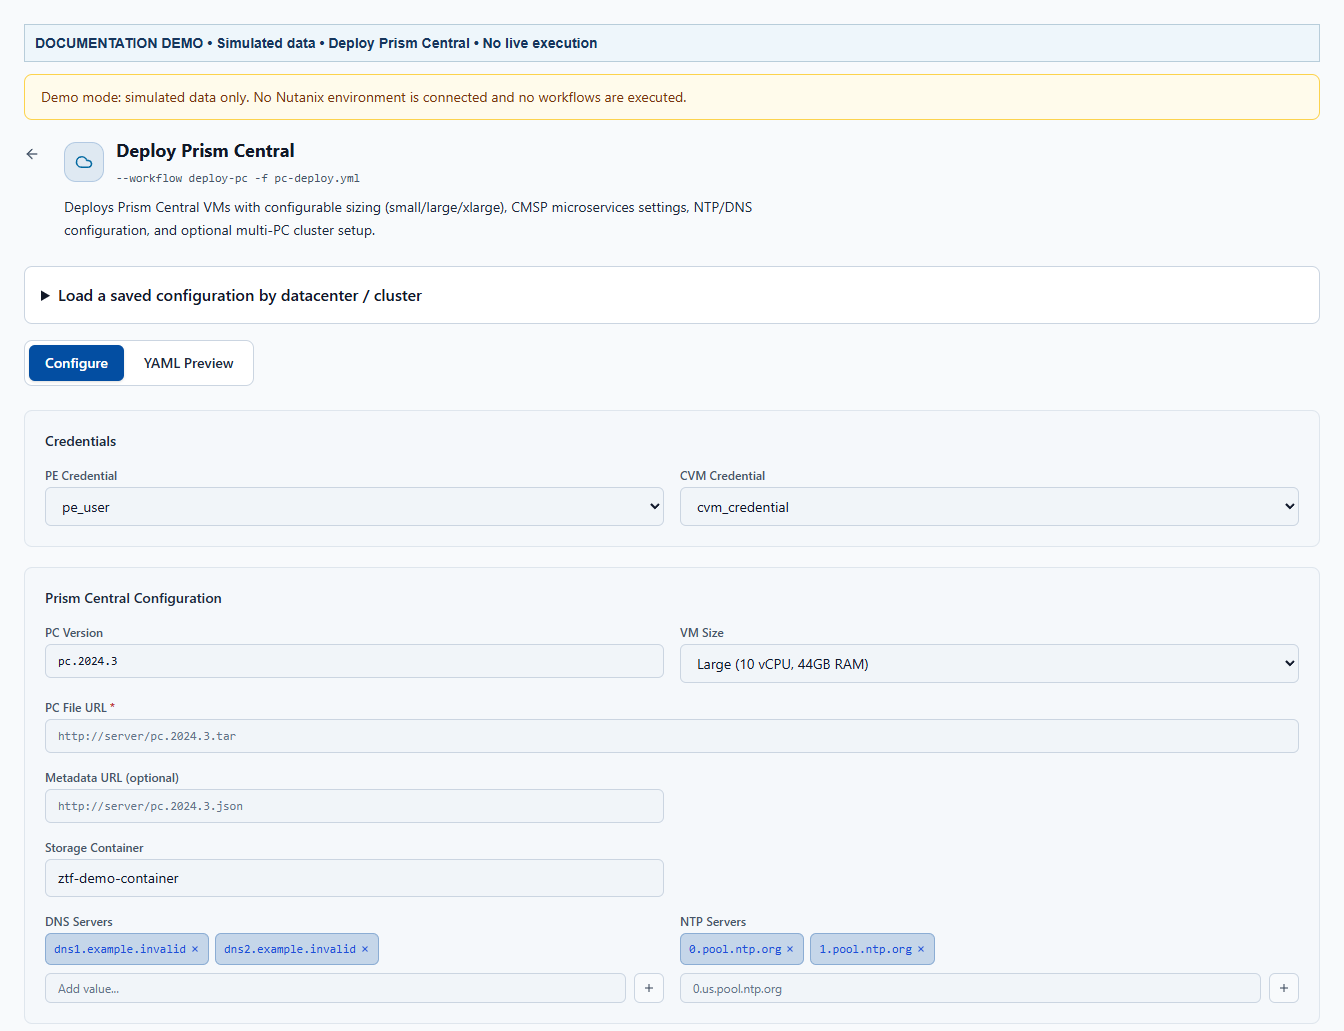 DOCUMENTATION DEMO • Simulated data • Deploy Prism Central • No live execution
Demo mode: simulated data only. No Nutanix environment is connected and no workflows are executed.
Deploy Prism Central
--workflow deploy-pc -f pc-deploy.yml
Deploys Prism Central VMs with configurable sizing (small/large/xlarge), CMSP microservices settings, NTP/DNS
configuration, and optional multi-PC cluster setup.
Load a saved configuration by datacenter / cluster
Configure YAML Preview
Credentials
PE Credential CVM Credential
pe_user cvm_credential
Prism Central Configuration
PC Version VM Size
pc.2024.3 Large (10 vCPU, 44GB RAM)
PC File URL *
http://server/pc.2024.3.tar
Metadata URL (optional)
http://server/pc.2024.3.json
Storage Container
ztf-demo-container
DNS Servers NTP Servers
dns1.example.invalid × dns2.example.invalid × 0.pool.ntp.org × 1.pool.ntp.org ×
Add value... + 0.us.pool.ntp.org +